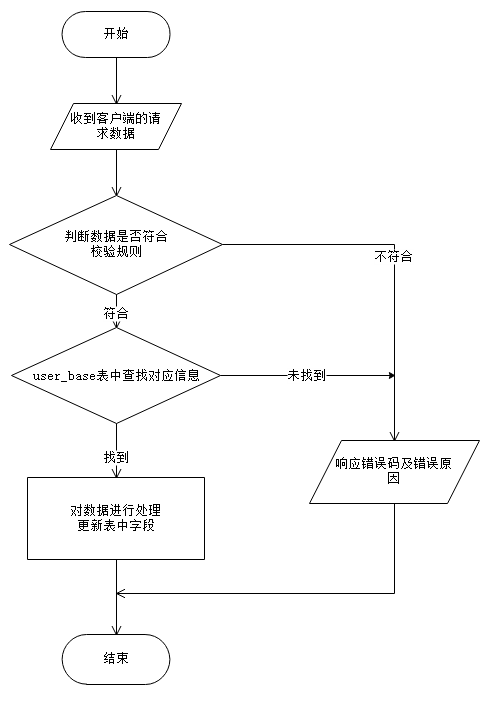 开始
收到客户端的请
求数据
判断数据是否符合
校验规则
不符合
符合
user_base表中查找对应信息
未找到
找到
响应错误码及错误原
因
对数据进行处理
更新表中字段
结束